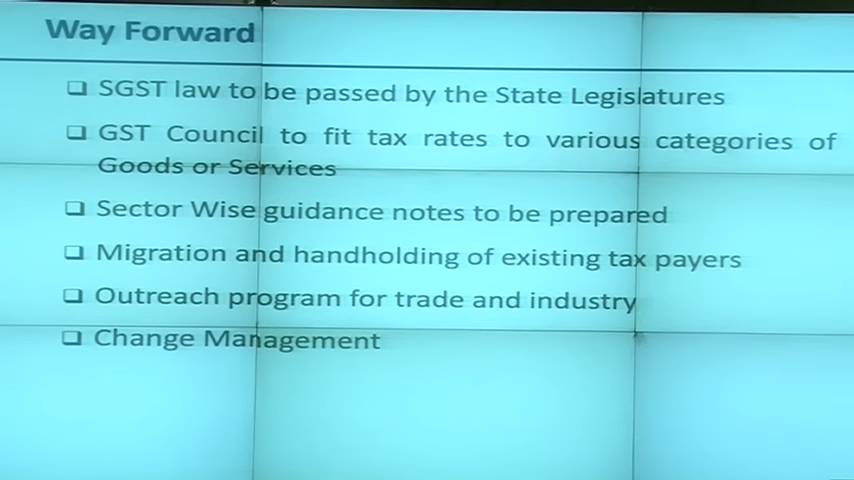 Way Forward
❑ SGST law to be passed by the State Legislatures
❑ GST Council to fit tax rates to various categories of
Goods or Services
❑ Sector Wise guidance notes to be prepared
❑ Migration and handholding of existing tax payers
❑ Outreach program for trade and industry
❑ Change Management